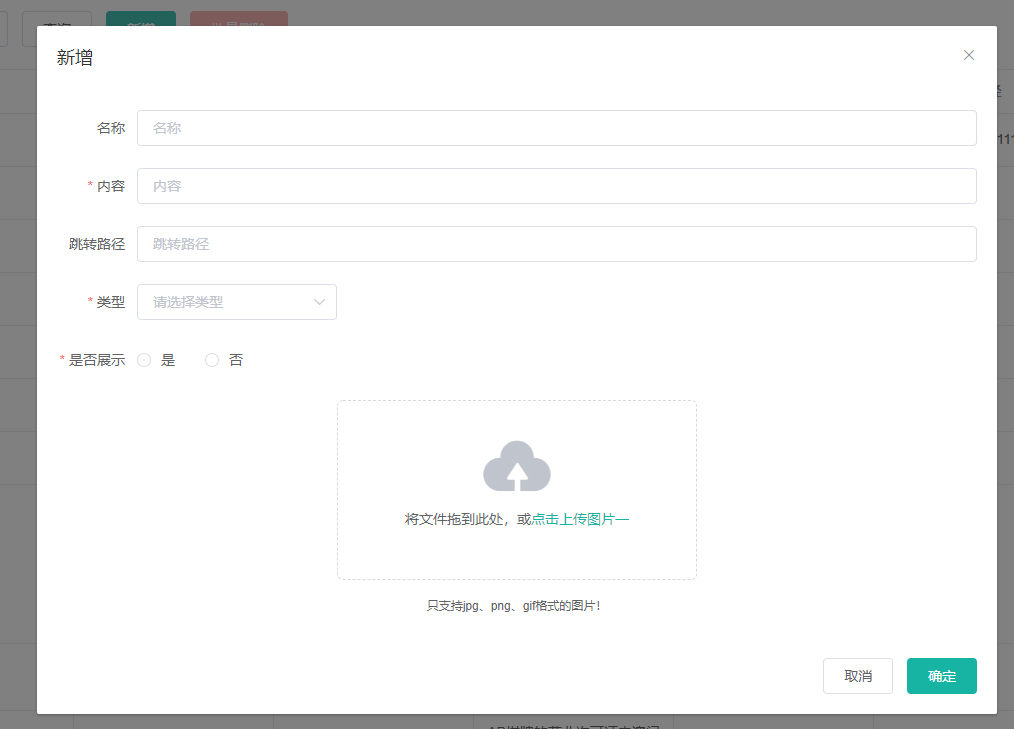 新增
名称 名称
* 内容 内容
跳转路径 跳转路径
* 类型 请选择类型
* 是否展示 是 否
将文件拖到此处，或点击上传图片一
只支持jpg、png、gif格式的图片！
取消 确定